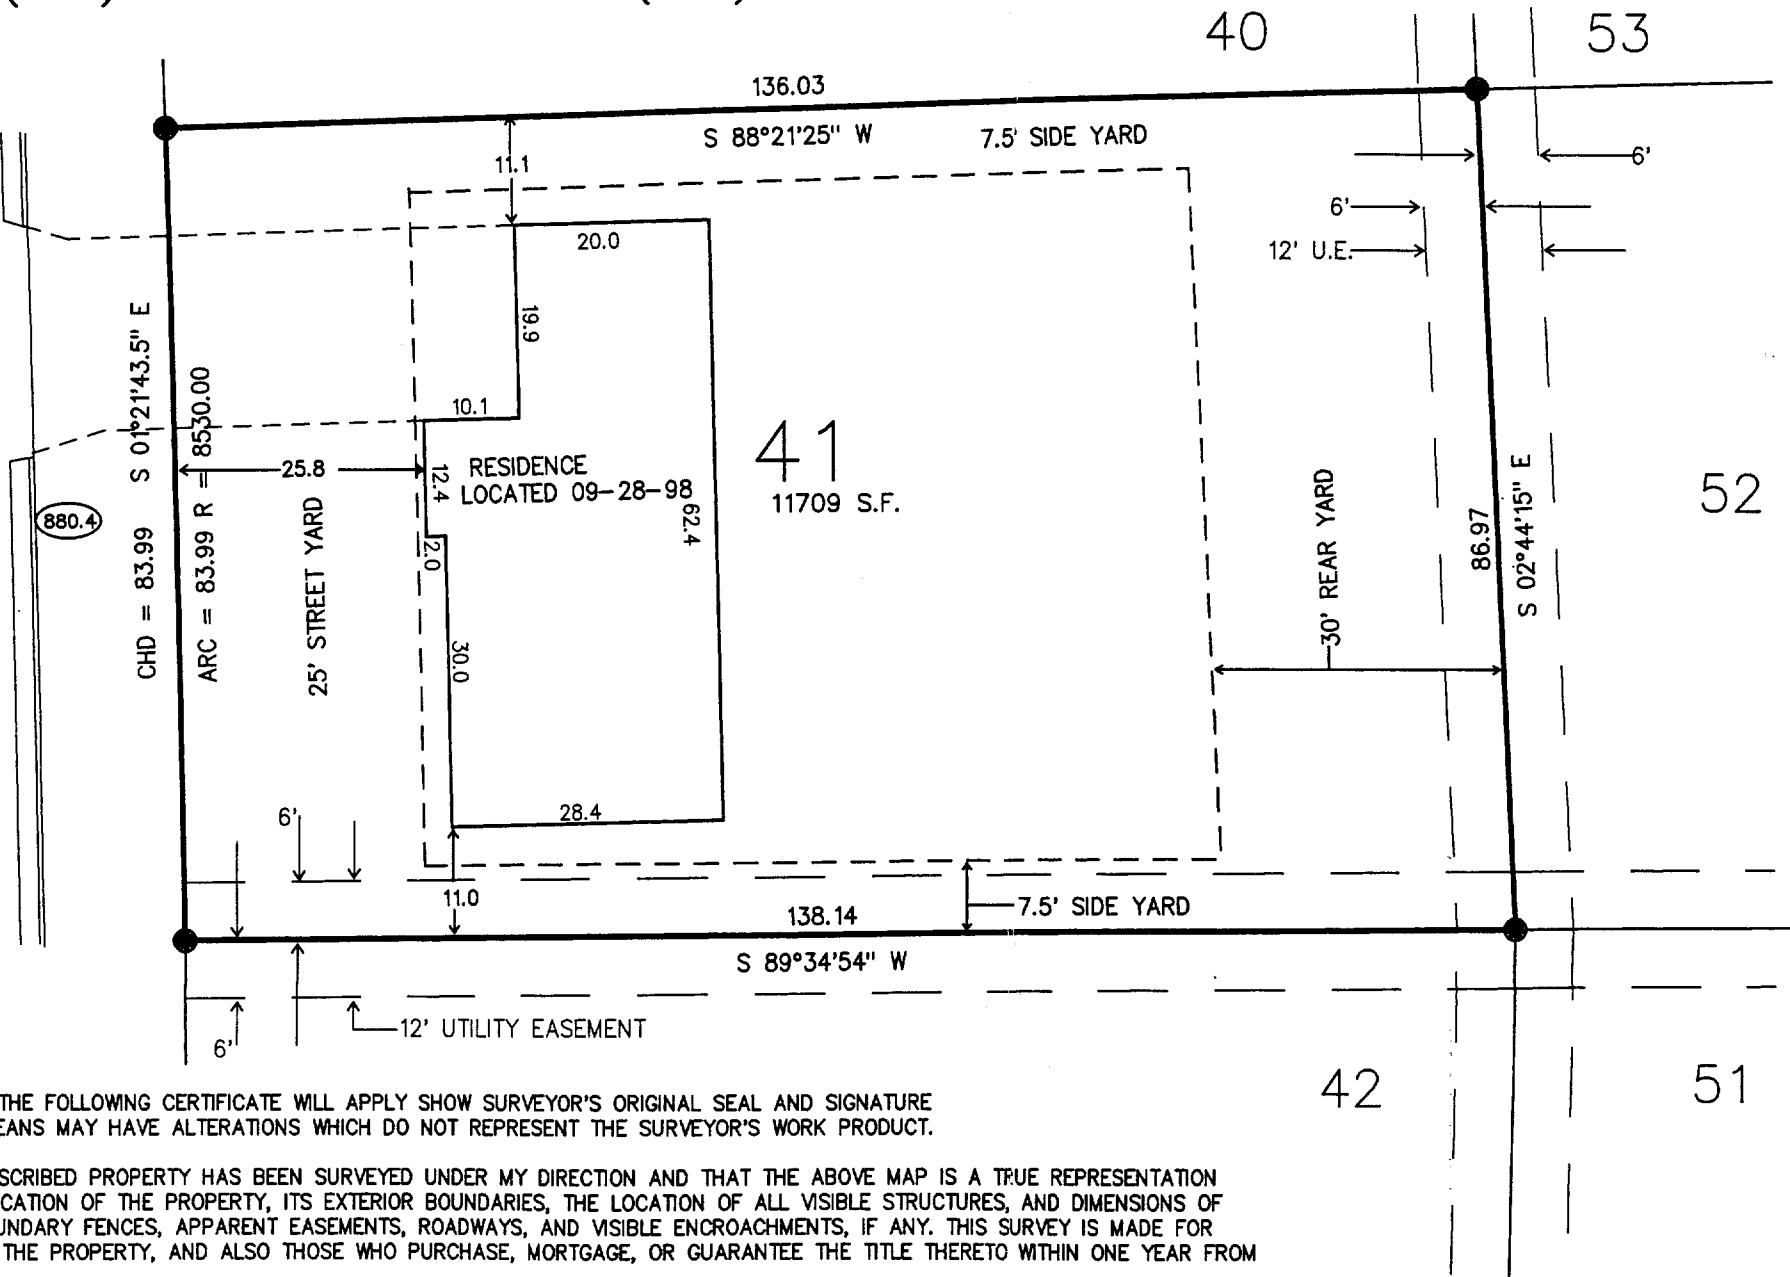 40
53
136.03
S 88°21'25" W
7.5' SIDE YARD
6'
11.1
6'
20.0
12' U.E.
19.9
CHD = 83.99 S 01°21'43.5" E
ARC = 83.99 R = 8530.00
10.1
41
25.8
12.4
RESIDENCE
LOCATED 09-28-98
11709 S.F.
62.4
880.4
2.0
25' STREET YARD
30' REAR YARD
86.97
S 02°44'15" E
52
30.0
28.4
6'
11.0
138.14
7.5' SIDE YARD
S 89°34'54" W
12' UTILITY EASEMENT
6'
42
51
THE FOLLOWING CERTIFICATE WILL APPLY SHOW SURVEYOR'S ORIGINAL SEAL AND SIGNATURE
EANS MAY HAVE ALTERATIONS WHICH DO NOT REPRESENT THE SURVEYOR'S WORK PRODUCT.
SCRIBED PROPERTY HAS BEEN SURVEYED UNDER MY DIRECTION AND THAT THE ABOVE MAP IS A TRUE REPRESENTATION
CATION OF THE PROPERTY, ITS EXTERIOR BOUNDARIES, THE LOCATION OF ALL VISIBLE STRUCTURES, AND DIMENSIONS OF
UNDARY FENCES, APPARENT EASEMENTS, ROADWAYS, AND VISIBLE ENCROACHMENTS, IF ANY. THIS SURVEY IS MADE FOR
THE PROPERTY, AND ALSO THOSE WHO PURCHASE, MORTGAGE, OR GUARANTEE THE TITLE THERETO WITHIN ONE YEAR FROM